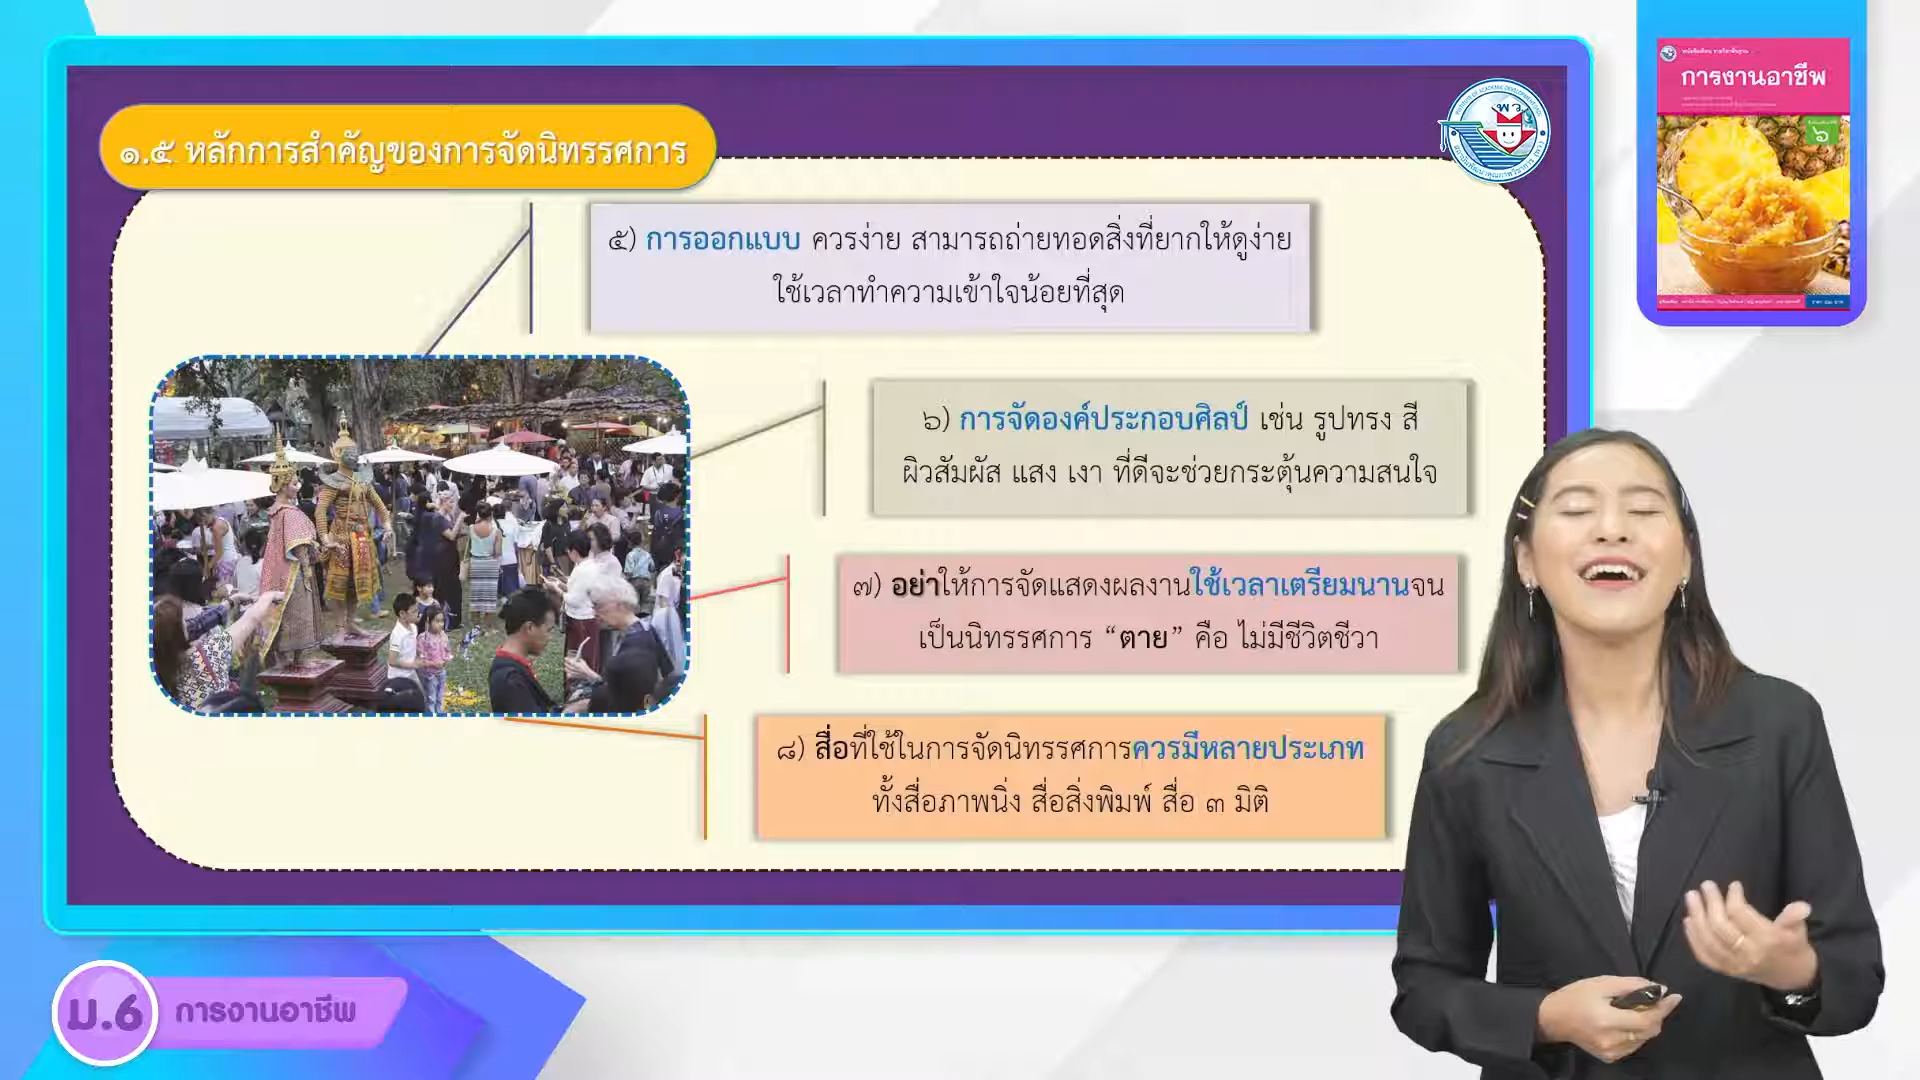 ๑.๕ หลักการสำคัญของการจัดนิทรรศการ
๕) การออกแบบ ควรง่าย สามารถถ่ายทอดสิ่งที่ยากให้ดูง่าย
ใช้เวลาทำความเข้าใจน้อยที่สุด
๖) การจัดองค์ประกอบศิลป์ เช่น รูปทรง สี
ผิวสัมผัส แสง เงา ที่ดีจะช่วยกระตุ้นความสนใจ
๗) อย่าให้การจัดแสดงผลงานใช้เวลาเตรียมนานจน
เป็นนิทรรศการ “ตาย” คือ ไม่มีชีวิตชีวา
๘) สื่อที่ใช้ในการจัดนิทรรศการควรมีหลายประเภท
ทั้งสื่อภาพนิ่ง สื่อสิ่งพิมพ์ สื่อ ๓ มิติ
พว.
การงานอาชีพ
๖
ม.6 การงานอาชีพ